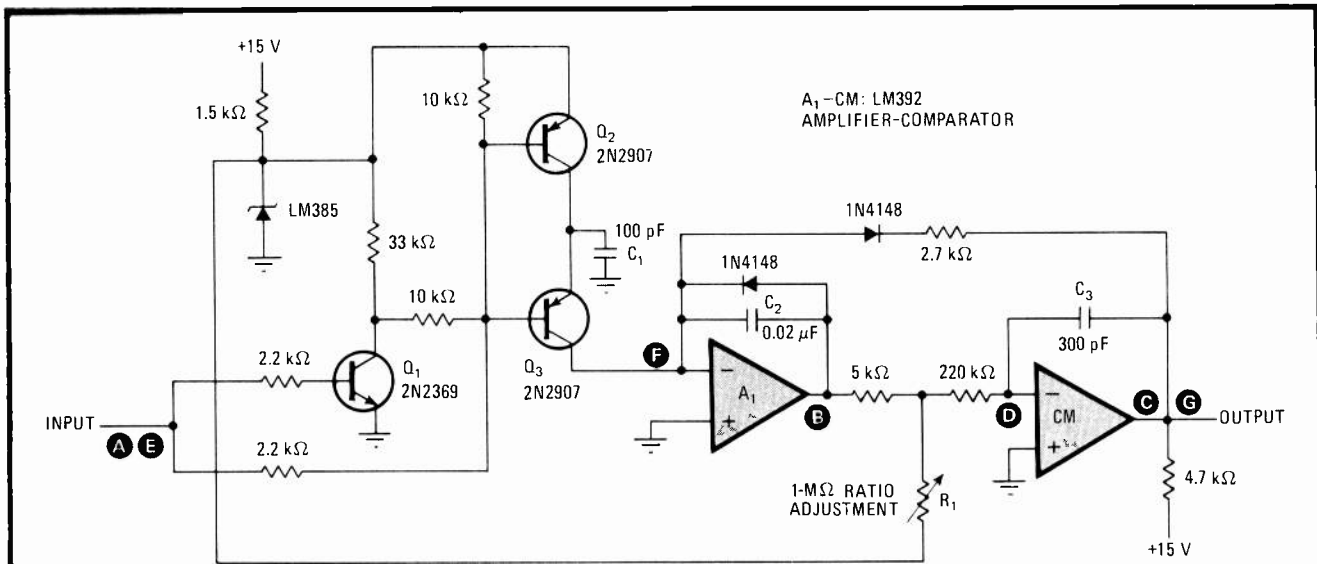 +15 V
1.5 kΩ
LM385
33 kΩ
10 kΩ
Q2
2N2907
10 kΩ
100 pF
C1
2.2 kΩ
Q1
2N2369
Q3
2N2907
INPUT
A E
2.2 kΩ
A1–CM: LM392
AMPLIFIER-COMPARATOR
1N4148
2.7 kΩ
1N4148
C2
0.02 μF
F
−
A1
+
B
5 kΩ
220 kΩ
C3
300 pF
D
−
CM
+
C G
OUTPUT
1-MΩ RATIO
ADJUSTMENT
R1
4.7 kΩ
+15 V